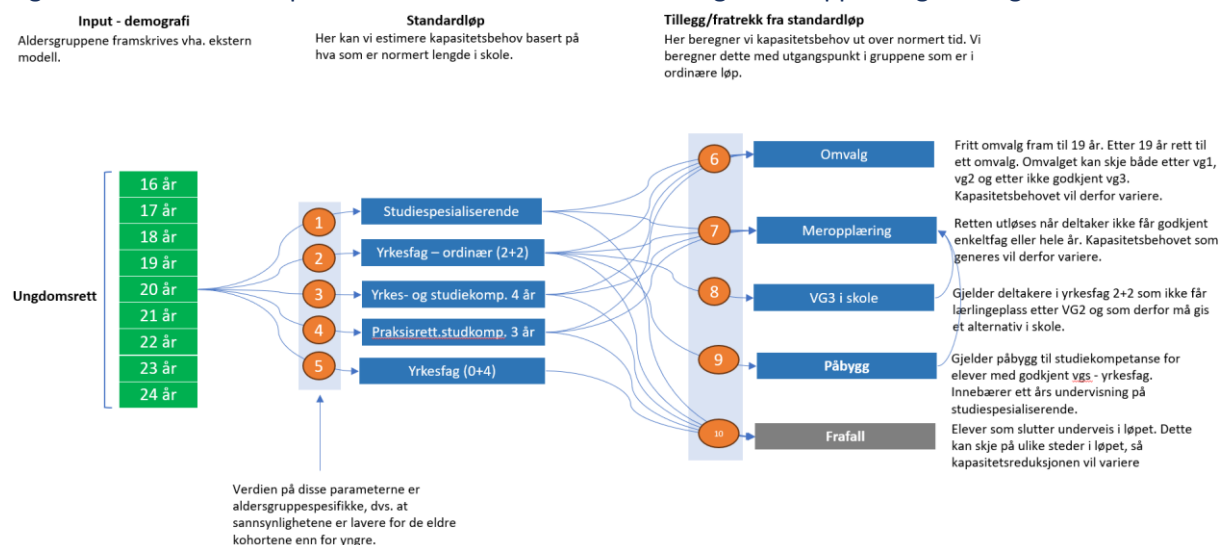 Input - demografi
Aldersgruppene framskrives vha. ekstern
modell.
Standardløp
Her kan vi estimere kapasitetsbehov basert på
hva som er normert lengde i skole.
Tillegg/fratrekk fra standardløp
Her beregner vi kapasitetsbehov ut over normert tid. Vi
beregner dette med utgangspunkt i gruppene som er i
ordinære løp.
Ungdomsrett
16 år
17 år
18 år
19 år
20 år
21 år
22 år
23 år
24 år
1
2
3
4
5
Studiespesialiserende
Yrkesfag – ordinær (2+2)
Yrkes- og studiekomp. 4 år
Praksisrett.studkomp. 3 år
Yrkesfag (0+4)
Verdien på disse parameterne er
aldersgruppespesifikke, dvs. at
sannsynlighetene er lavere for de eldre
kohortene enn for yngre.
6
7
8
9
10
Omvalg
Meropplæring
VG3 i skole
Påbygg
Frafall
Fritt omvalg fram til 19 år. Etter 19 år rett til
ett omvalg. Omvalget kan skje både etter vg1,
vg2 og etter ikke godkjent vg3.
Kapasitetsbehovet vil derfor variere.
Retten utløses når deltaker ikke får godkjent
enkeltfag eller hele år. Kapasitetsbehovet som
generes vil derfor variere.
Gjelder deltakere i yrkesfag 2+2 som ikke får
lærlingeplass etter VG2 og som derfor må gis
et alternativ i skole.
Gjelder påbygg til studiekompetanse for
elever med godkjent vgs - yrkesfag.
Innebærer ett års undervisning på
studiespesialiserende.
Elever som slutter underveis i løpet. Dette
kan skje på ulike steder i løpet, så
kapasitetsreduksjonen vil variere